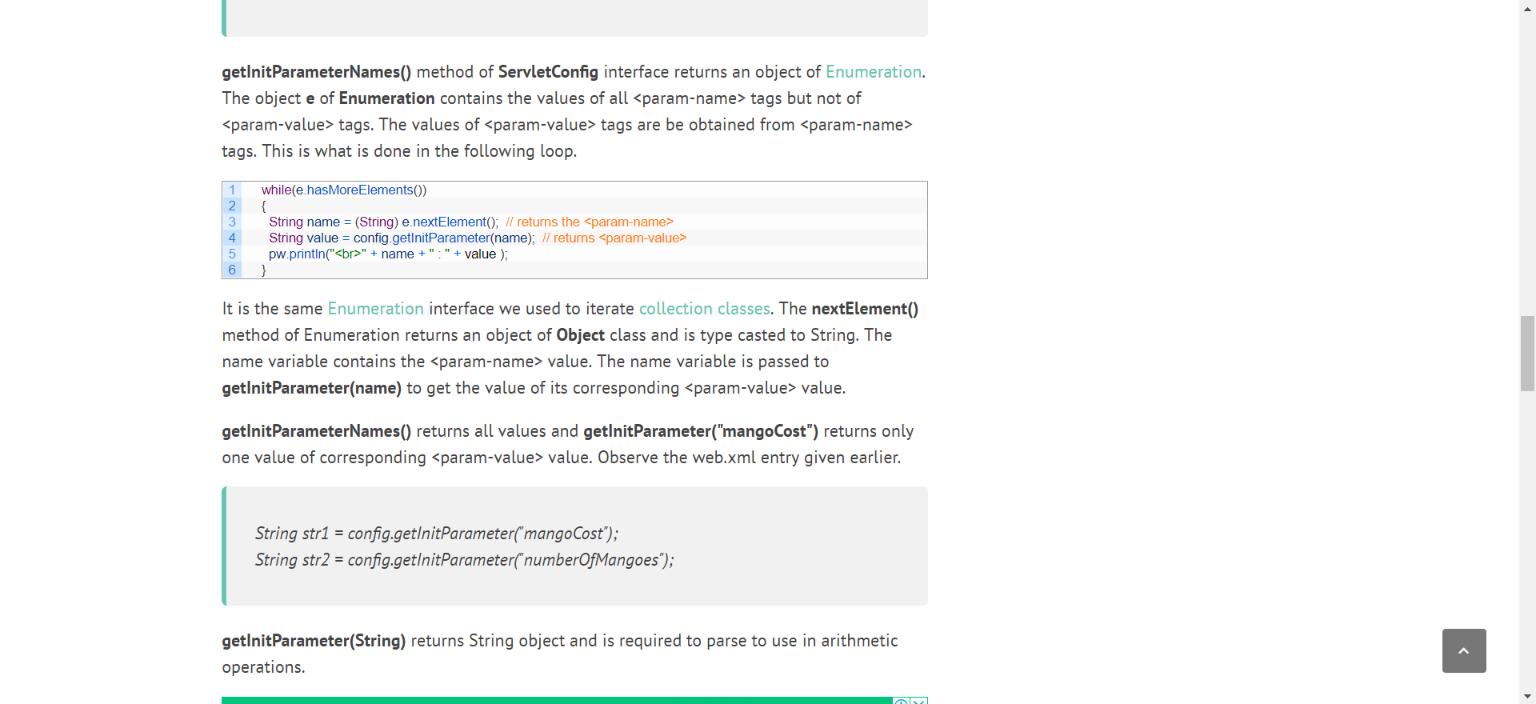 getInitParameterNames() method of ServletConfig interface returns an object of Enumeration.
The object e of Enumeration contains the values of all <param-name> tags but not of
<param-value> tags. The values of <param-value> tags are be obtained from <param-name>
tags. This is what is done in the following loop.
1 while(e.hasMoreElements())
2 {
3 String name = (String) e.nextElement(); // returns the <param-name>
4 String value = config.getInitParameter(name); // returns <param-value>
5 pw.println("<br>" + name + " : " + value );
6 }
It is the same Enumeration interface we used to iterate collection classes. The nextElement()
method of Enumeration returns an object of Object class and is type casted to String. The
name variable contains the <param-name> value. The name variable is passed to
getInitParameter(name) to get the value of its corresponding <param-value> value.
getInitParameterNames() returns all values and getInitParameter("mangoCost") returns only
one value of corresponding <param-value> value. Observe the web.xml entry given earlier.
String str1 = config.getInitParameter("mangoCost");
String str2 = config.getInitParameter("numberOfMangoes");
getInitParameter(String) returns String object and is required to parse to use in arithmetic
operations.